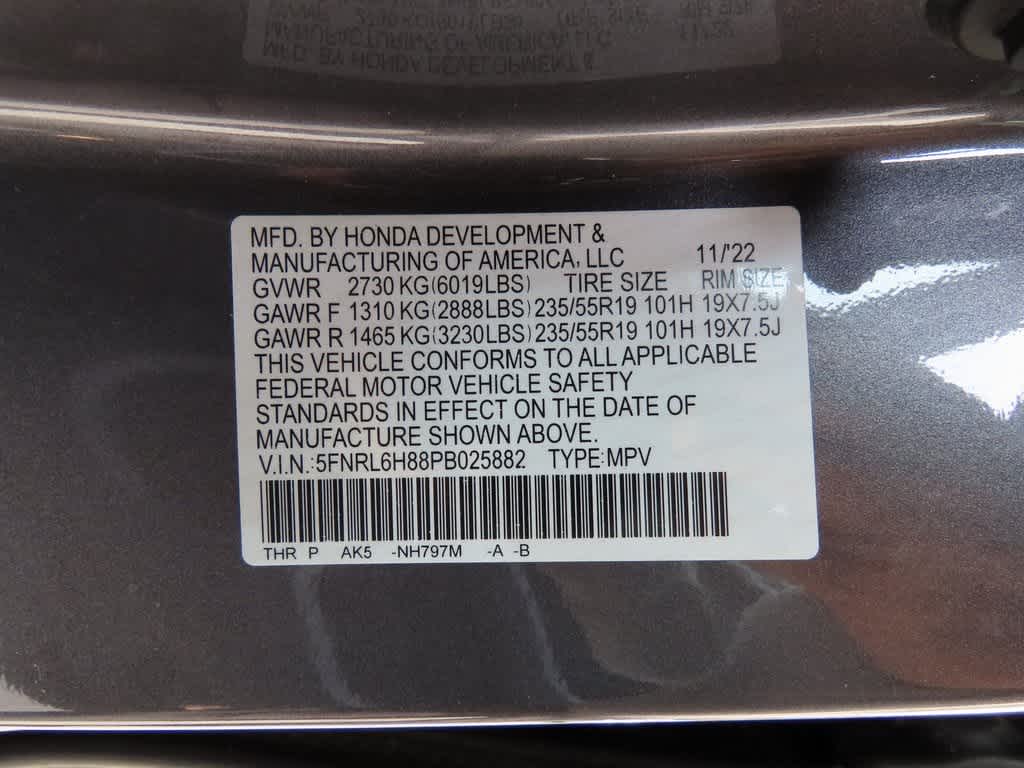 MFD. BY HONDA DEVELOPMENT &
MANUFACTURING OF AMERICA, LLC 11/'22
GVWR 2730 KG(6019LBS) TIRE SIZE RIM SIZE
GAWR F 1310 KG(2888LBS) 235/55R19 101H 19X7.5J
GAWR R 1465 KG(3230LBS) 235/55R19 101H 19X7.5J
THIS VEHICLE CONFORMS TO ALL APPLICABLE
FEDERAL MOTOR VEHICLE SAFETY
STANDARDS IN EFFECT ON THE DATE OF
MANUFACTURE SHOWN ABOVE.
V.I.N.:5FNRL6H88PB025882 TYPE:MPV
THR P AK5 -NH797M -A -B